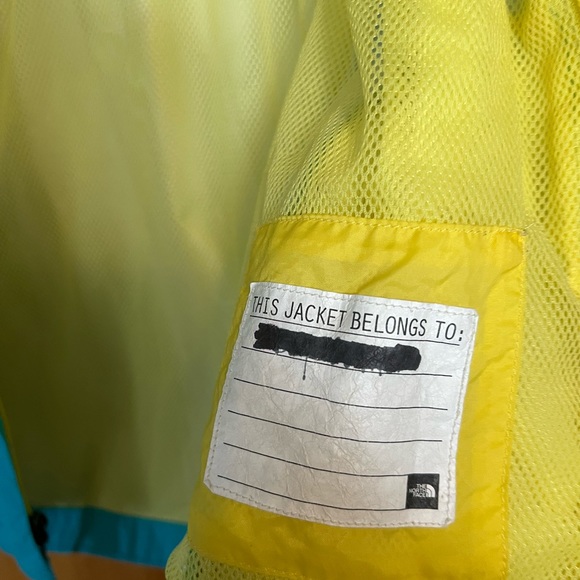 THIS JACKET BELONGS TO:
THE
NORTH
FACE